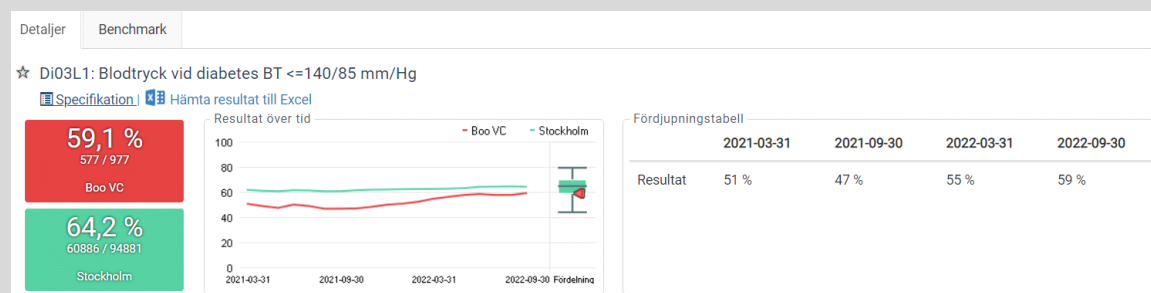 Detaljer
Benchmark
Di03L1: Blodtryck vid diabetes BT <=140/85 mm/Hg
Specifikation | Hämta resultat till Excel
59,1 %
577 / 977
Boo VC
64,2 %
60886 / 94881
Stockholm
Resultat över tid
Boo VC Stockholm
100
80
60
40
20
0
2021-03-31 2021-09-30 2022-03-31 2022-09-30 Fördelning
Fördjupningstabell
2021-03-31 2021-09-30 2022-03-31 2022-09-30
Resultat 51 % 47 % 55 % 59 %